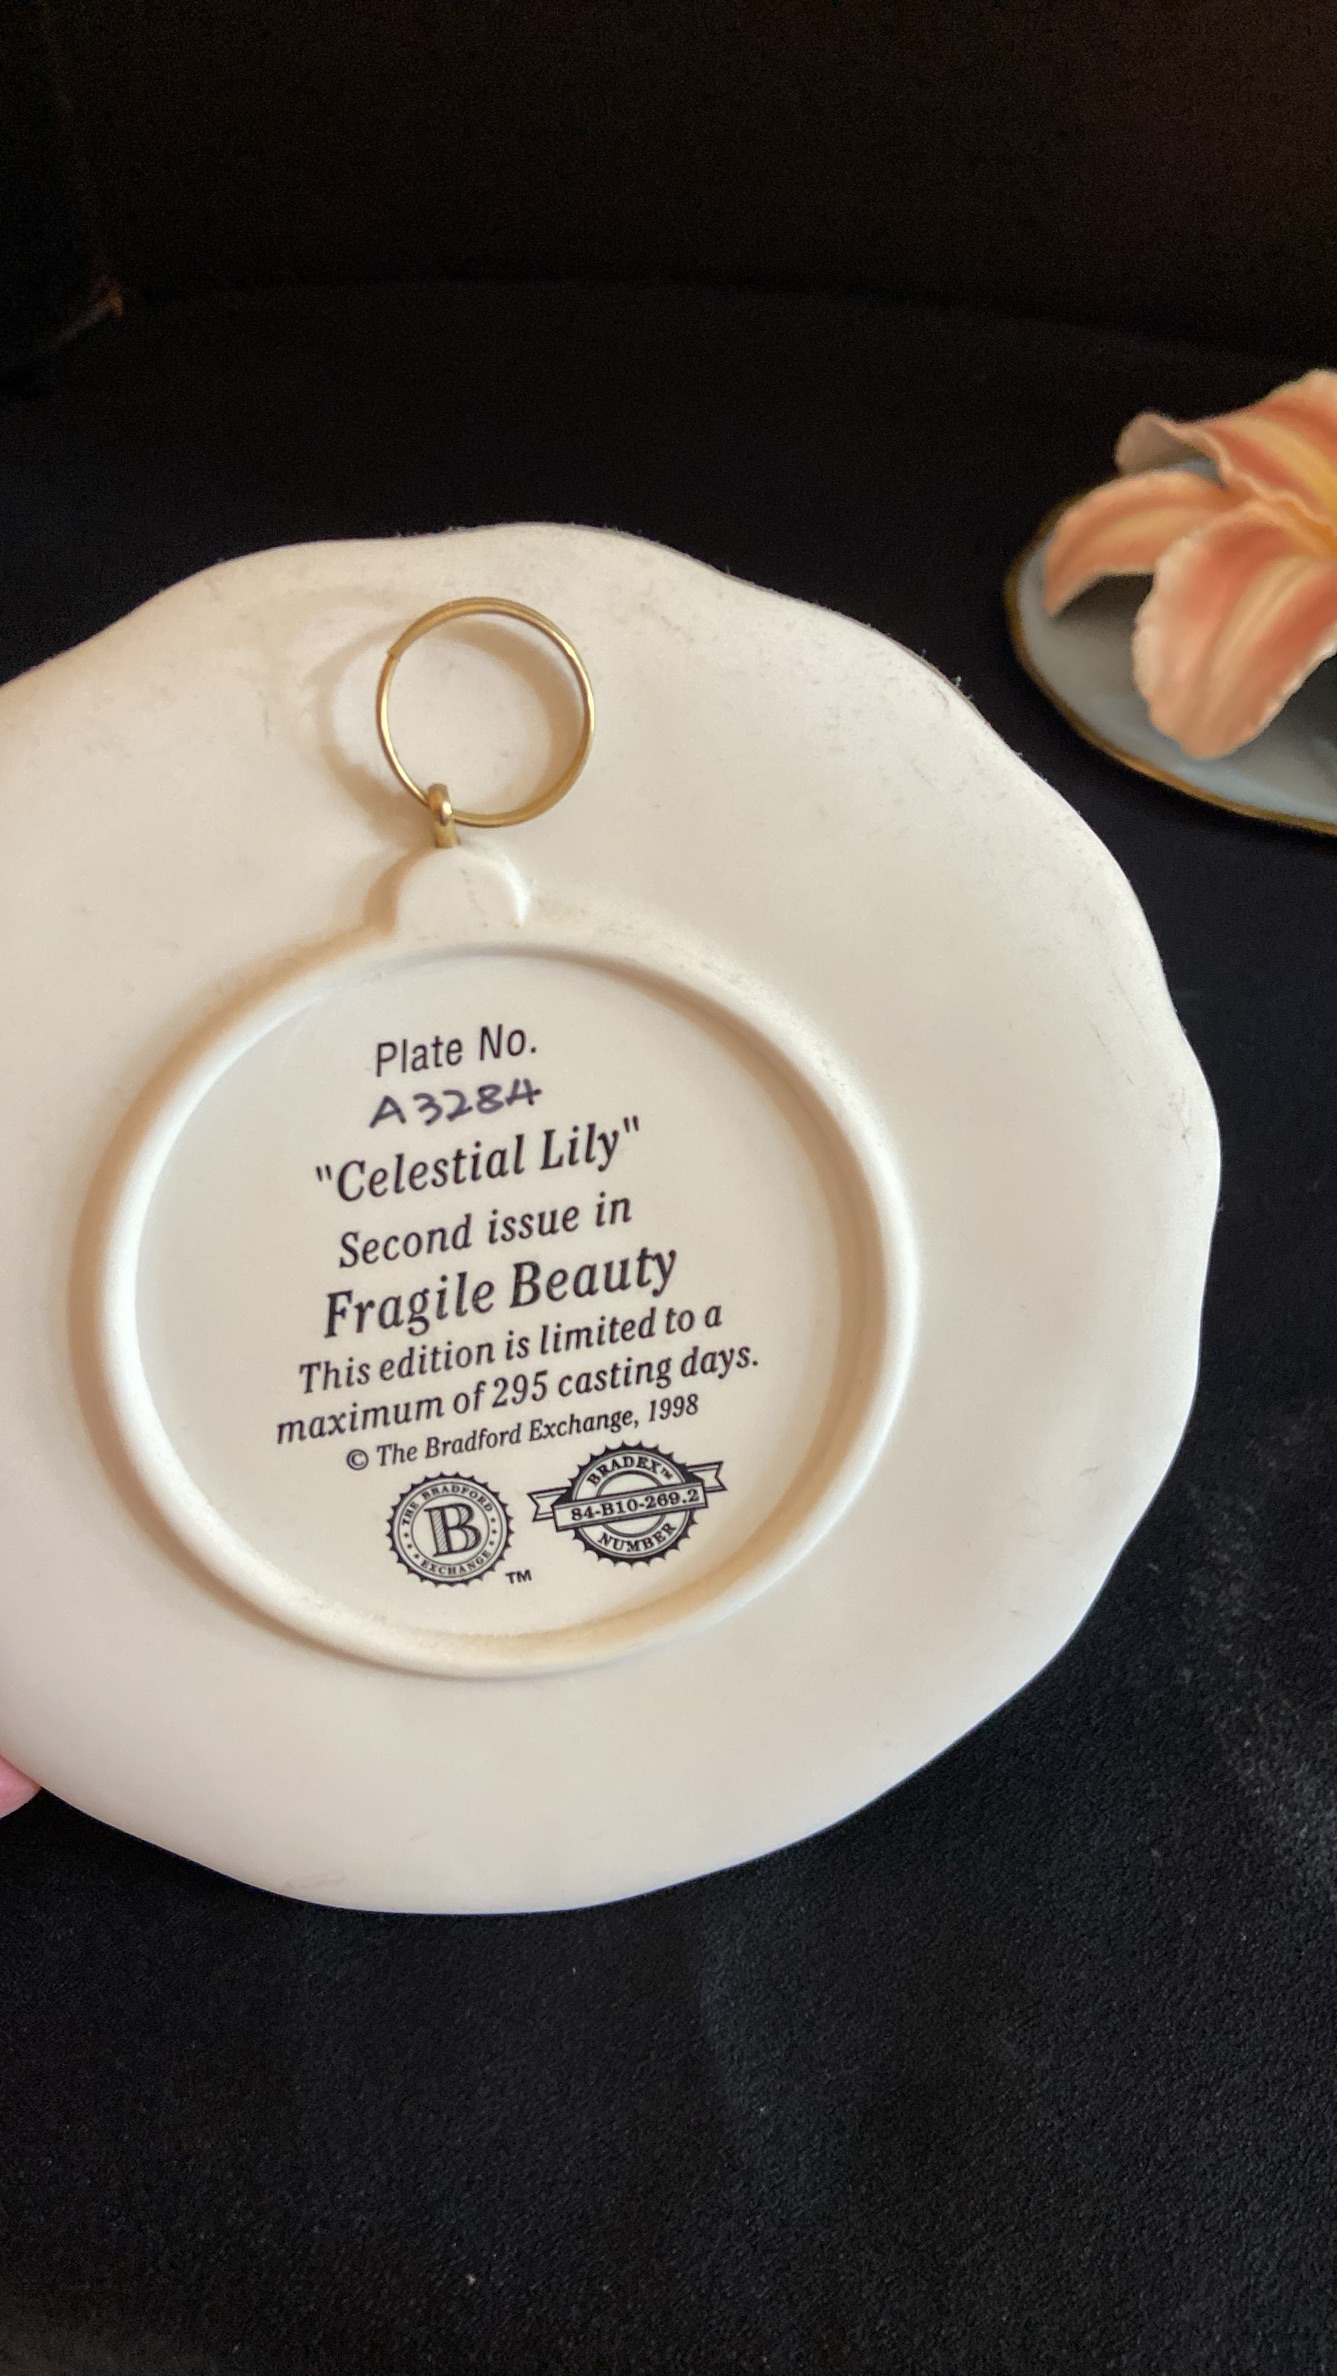 Plate No.
A3284
"Celestial Lily"
Second issue in
Fragile Beauty
This edition is limited to a
maximum of 295 casting days.
© The Bradford Exchange, 1998
THE BRADFORD
B
EXCHANGE
TM
BRADEX™
84-B10-269.2
NUMBER